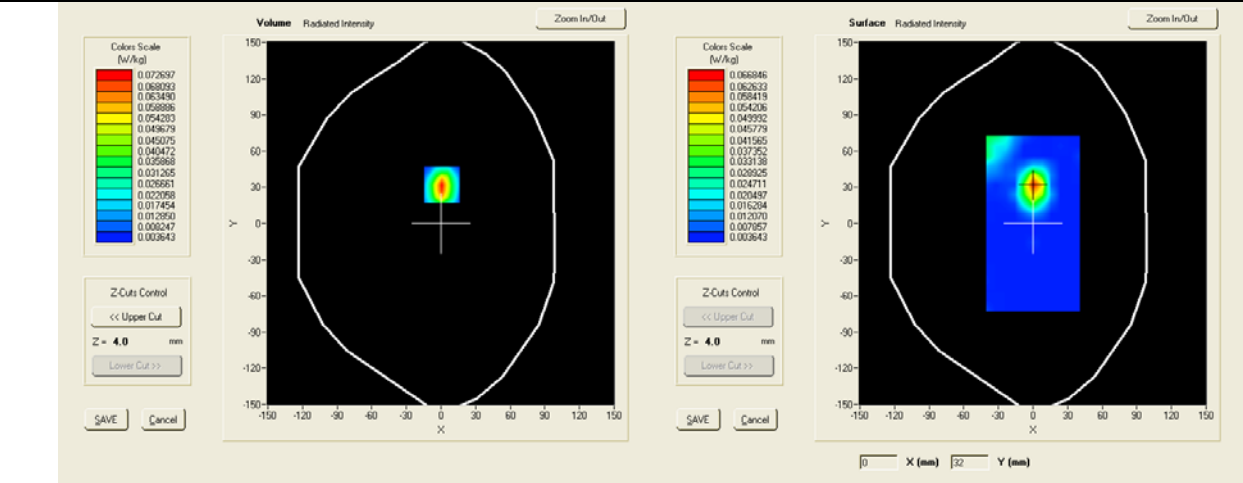 Volume Radiated Intensity
Zoom In/Out
Colors Scale
(W/kg)
0.072697
0.068093
0.063490
0.058886
0.054283
0.049679
0.045075
0.040472
0.035868
0.031265
0.026661
0.022058
0.017454
0.012850
0.008247
0.003643
Z-Cuts Control
<< Upper Cut
Z = 4.0 mm
Lower Cut >>
SAVE Cancel
150
120
90
60
30
0
-30
-60
-90
-120
-150
Y
-150 -120 -90 -60 -30 0 30 60 90 120 150
X
Surface Radiated Intensity
Zoom In/Out
Colors Scale
(W/kg)
0.066846
0.062633
0.058419
0.054206
0.049992
0.045779
0.041565
0.037352
0.033138
0.028925
0.024711
0.020497
0.016284
0.012070
0.007857
0.003643
Z-Cuts Control
<< Upper Cut
Z = 4.0 mm
Lower Cut >>
SAVE Cancel
150
120
90
60
30
0
-30
-60
-90
-120
-150
Y
-150 -120 -90 -60 -30 0 30 60 90 120 150
X
0 X (mm) 32 Y (mm)